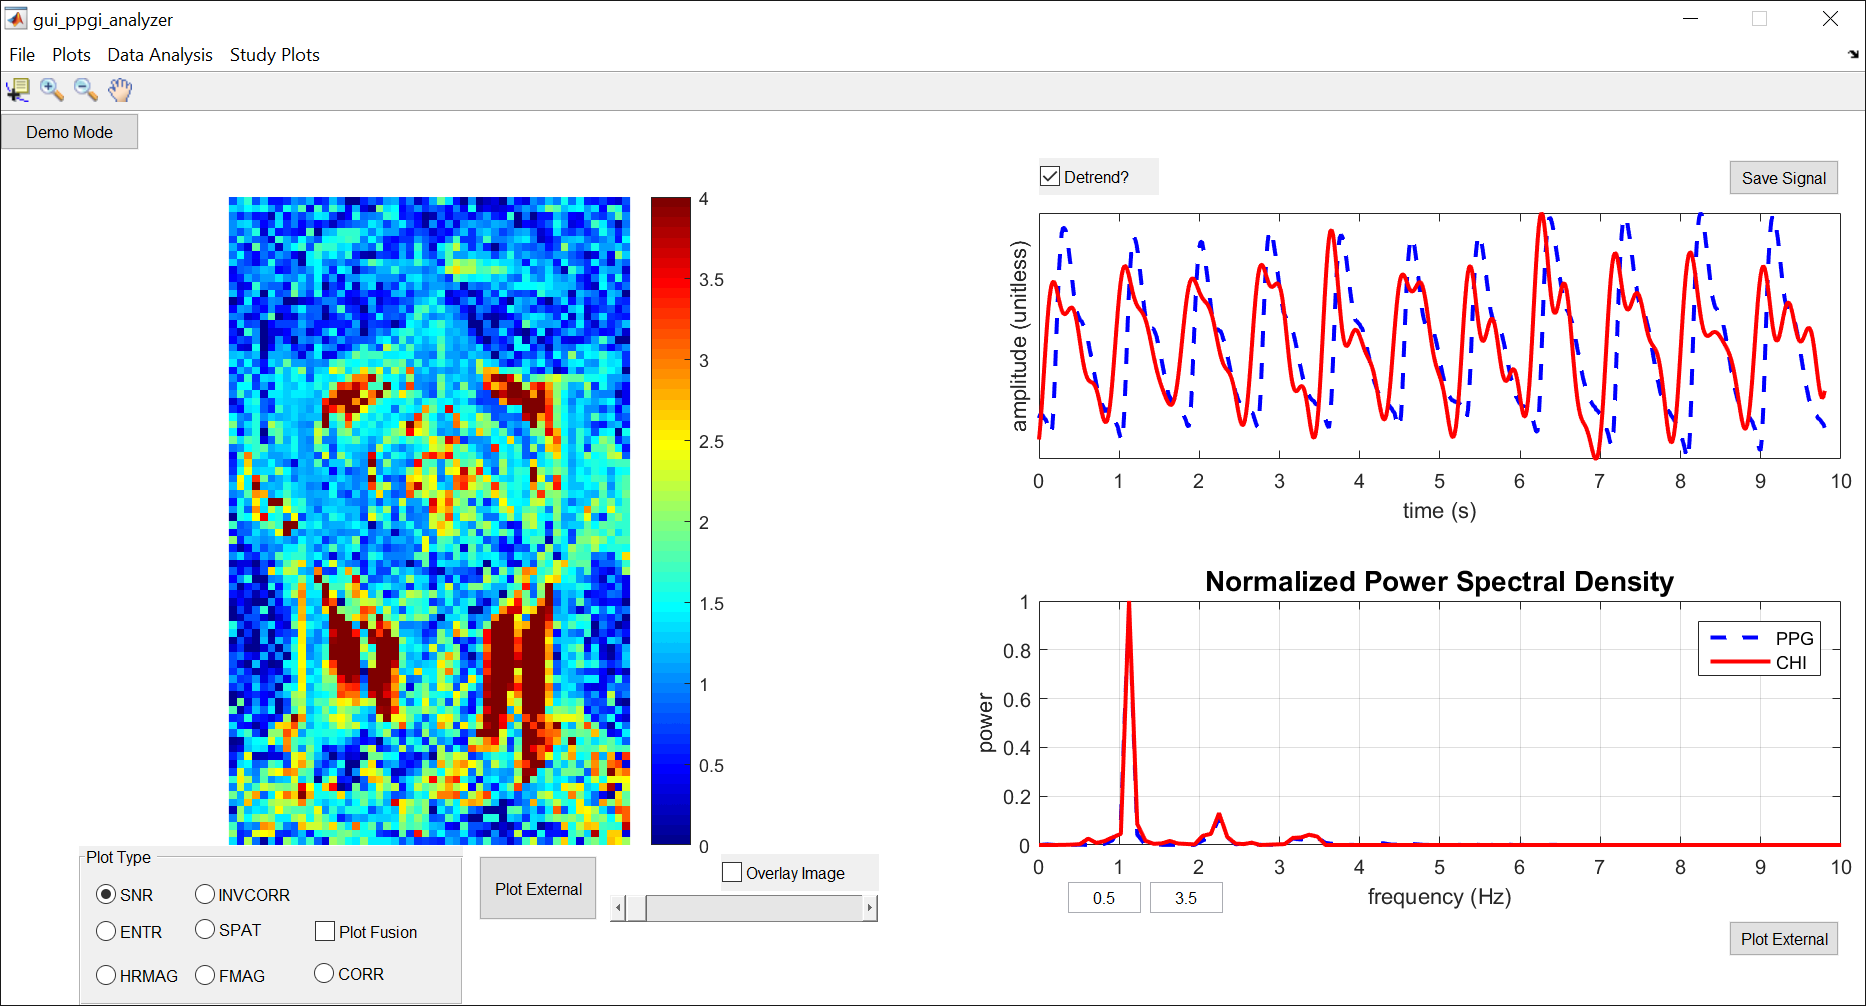 gui_ppgi_analyzer
File Plots Data Analysis Study Plots
Demo Mode
4
3.5
3
2.5
2
1.5
1
0.5
0
Plot Type
SNR INVCORR
ENTR SPAT Plot Fusion
HRMAG FMAG CORR
Plot External
Overlay Image
Detrend?
Save Signal
amplitude (unitless)
0 1 2 3 4 5 6 7 8 9 10
time (s)
Normalized Power Spectral Density
1
0.8
0.6
0.4
0.2
0
power
PPG
CHI
0 1 2 3 4 5 6 7 8 9 10
0.5 3.5 frequency (Hz)
Plot External